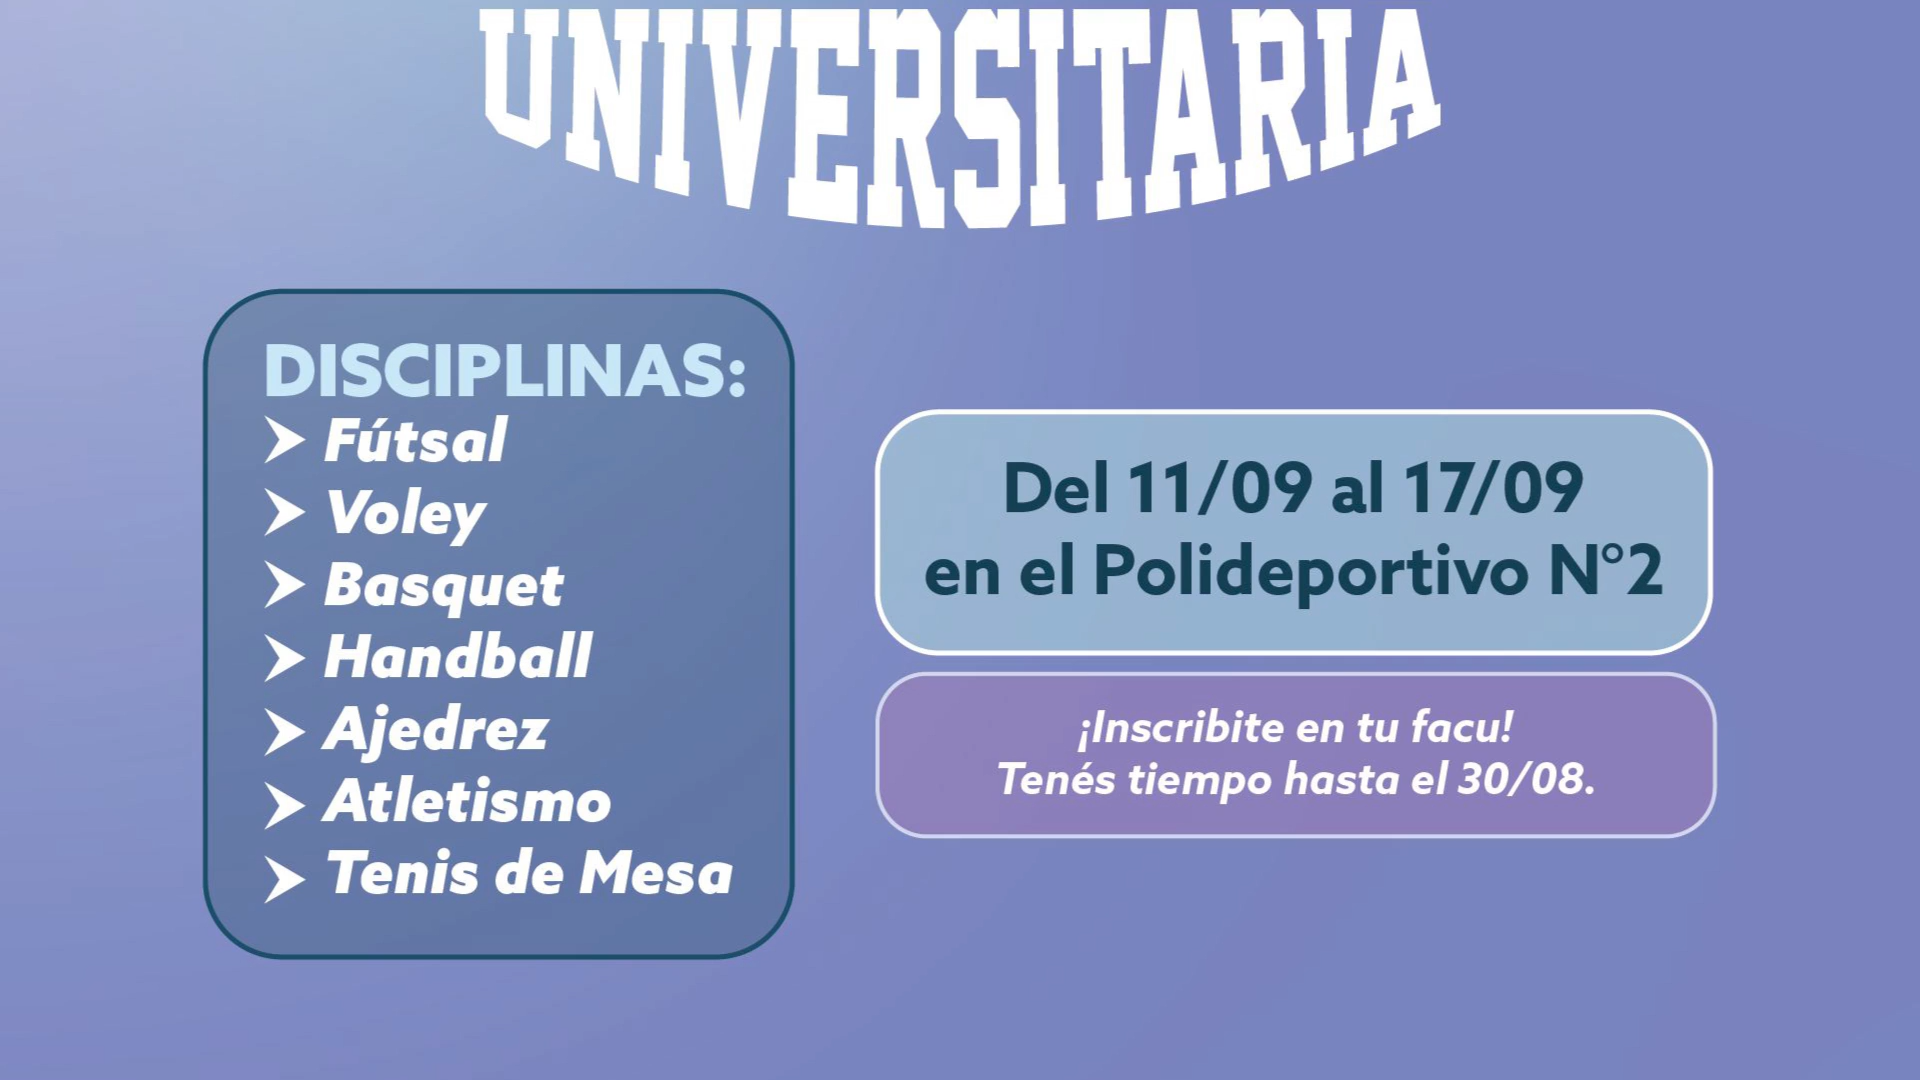 UNIVERSITARIA
DISCIPLINAS:
➤ Fútsal
➤ Voley
➤ Basquet
➤ Handball
➤ Ajedrez
➤ Atletismo
➤ Tenis de Mesa
Del 11/09 al 17/09
en el Polideportivo N°2
¡Inscribite en tu facu!
Tenés tiempo hasta el 30/08.